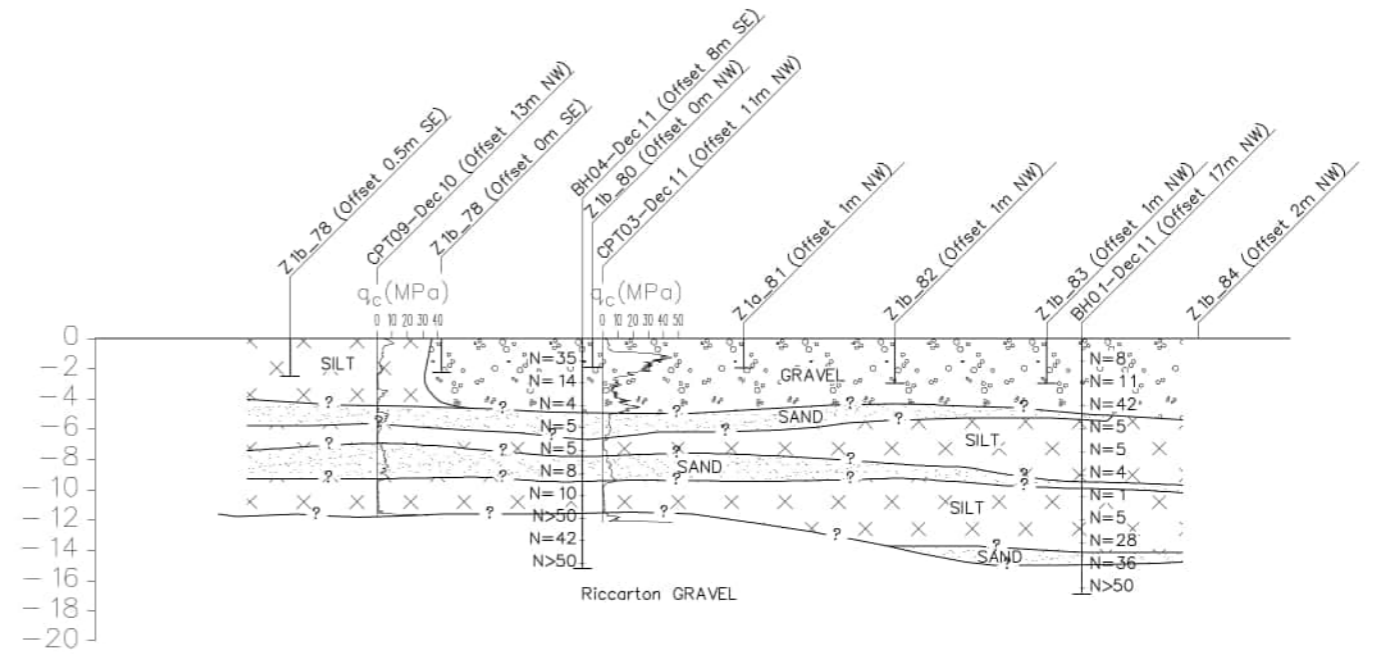 Z1b_78 (Offset 0.5m SE)
CPT09-Dec10 (Offset 13m NW)
Z1b_78 (Offset 0m SE)
BH04-Dec11 (Offset 8m SE)
Z1b_80 (Offset 0m NW)
CPT03-Dec11 (Offset 11m NW)
Z1a_81 (Offset 1m NW)
Z1b_82 (Offset 1m NW)
Z1b_83 (Offset 1m NW)
BH01-Dec11 (Offset 17m NW)
Z1b_84 (Offset 2m NW)
qc(MPa)
0 10 20 30 40
qc(MPa)
0 10 20 30 40 50
0
-2
-4
-6
-8
-10
-12
-14
-16
-18
-20
SILT
GRAVEL
SAND
SILT
SAND
SILT
SAND
Riccarton GRAVEL
N=35
N=14
N=4
N=5
N=5
N=8
N=10
N>50
N=42
N>50
N=8
N=11
N=42
N=5
N=5
N=4
N=1
N=5
N=28
N=36
N>50
? ? ? ? ?
? ? ? ?
? ? ? ? ?
? ? ? ? ?
? ? ? ?
? ?